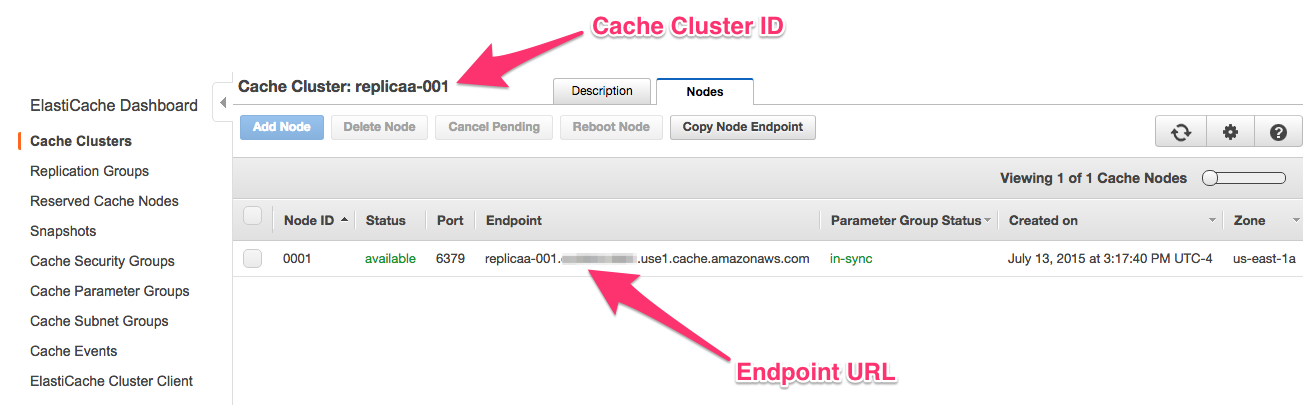 Cache Cluster ID
Cache Cluster: replicaa-001
Description
Nodes
ElastiCache Dashboard
Cache Clusters
Replication Groups
Reserved Cache Nodes
Snapshots
Cache Security Groups
Cache Parameter Groups
Cache Subnet Groups
Cache Events
ElastiCache Cluster Client
Add Node Delete Node Cancel Pending Reboot Node Copy Node Endpoint
Viewing 1 of 1 Cache Nodes
Node ID Status Port Endpoint Parameter Group Status Created on Zone
0001 available 6379 replicaa-001. .use1.cache.amazonaws.com in-sync July 13, 2015 at 3:17:40 PM UTC-4 us-east-1a
Endpoint URL